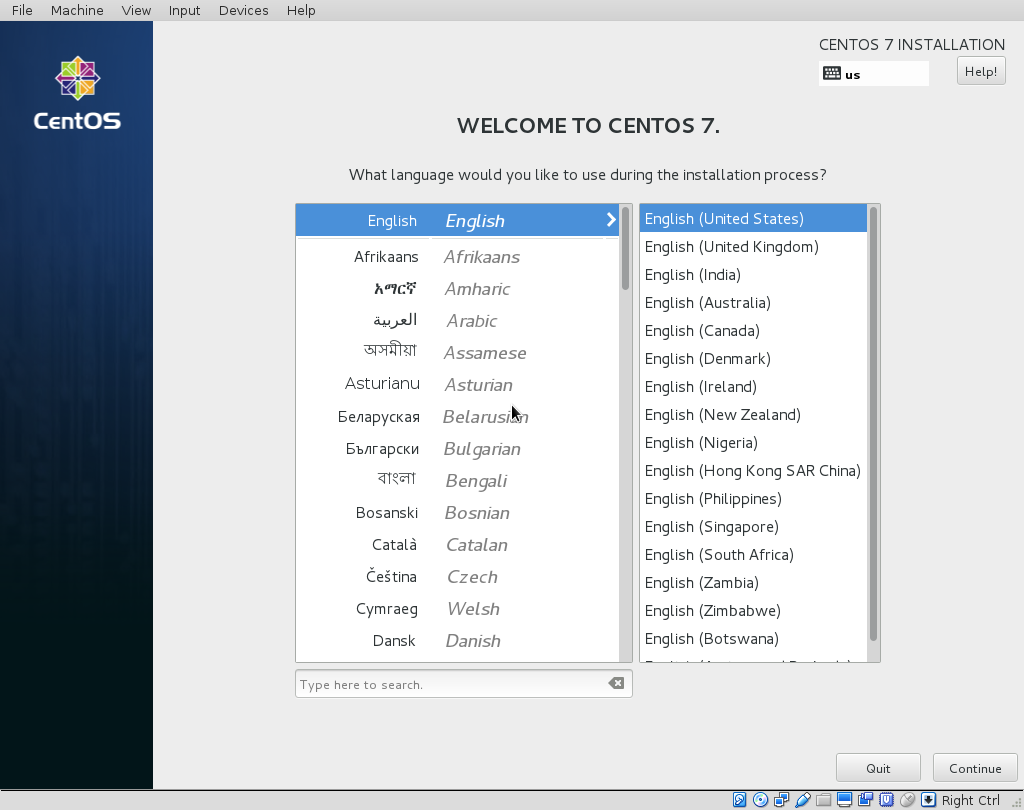 File Machine View Input Devices Help
CentOS
CENTOS 7 INSTALLATION
us
Help!
WELCOME TO CENTOS 7.
What language would you like to use during the installation process?
English English
Afrikaans Afrikaans
አማርኛ Amharic
العربية Arabic
অসমীয়া Assamese
Asturianu Asturian
Беларуская Belarusian
Български Bulgarian
বাংলা Bengali
Bosanski Bosnian
Català Catalan
Čeština Czech
Cymraeg Welsh
Dansk Danish
English (United States)
English (United Kingdom)
English (India)
English (Australia)
English (Canada)
English (Denmark)
English (Ireland)
English (New Zealand)
English (Nigeria)
English (Hong Kong SAR China)
English (Philippines)
English (Singapore)
English (South Africa)
English (Zambia)
English (Zimbabwe)
English (Botswana)
Type here to search.
Quit Continue
Right Ctrl